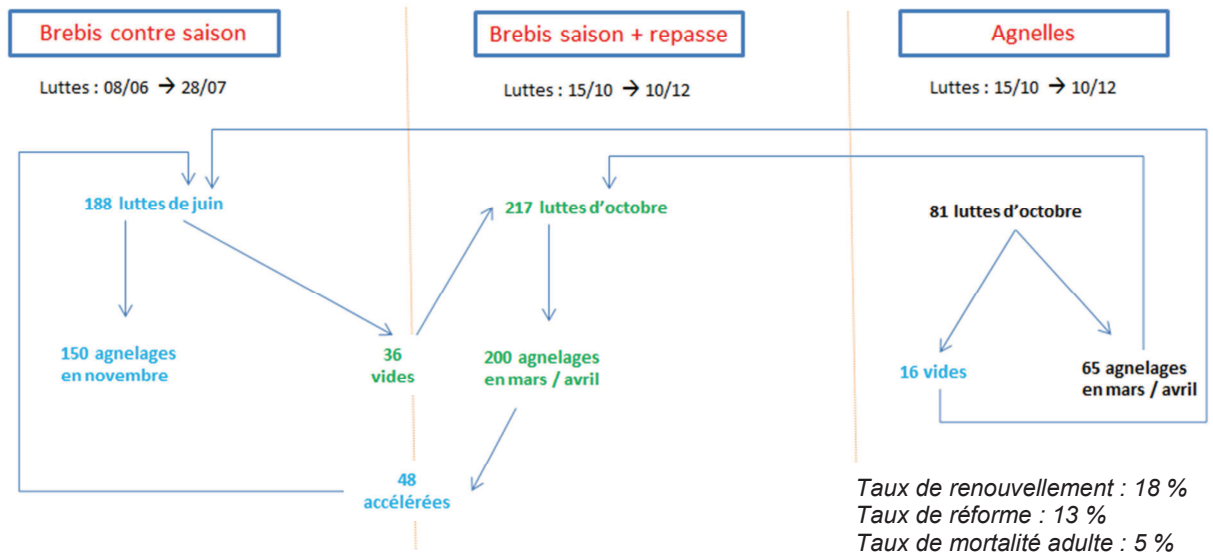 Brebis contre saison
Brebis saison + repasse
Agnelles
Luttes : 08/06 → 28/07
Luttes : 15/10 → 10/12
Luttes : 15/10 → 10/12
188 luttes de juin
217 luttes d’octobre
81 luttes d’octobre
150 agnelages
en novembre
36
vides
200 agnelages
en mars / avril
16 vides
65 agnelages
en mars / avril
48
accélérées
Taux de renouvellement : 18 %
Taux de réforme : 13 %
Taux de mortalité adulte : 5 %